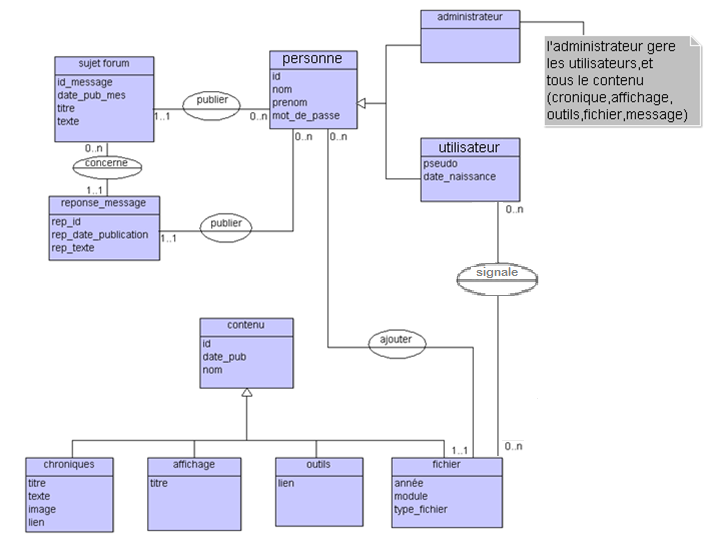 administrateur
l'administrateur gere
les utilisateurs,et
tous le contenu
(cronique,affichage,
outils,fichier,message)
sujet forum
id_message
date_pub_mes
titre
texte
publier
1..1
0..n
personne
id
nom
prenom
mot_de_passe
0..n
0..n
utilisateur
pseudo
date_naissance
0..n
0..n
concerne
1..1
reponse_message
rep_id
rep_date_publication
rep_texte
1..1
publier
signale
contenu
id
date_pub
nom
ajouter
1..1
0..n
chroniques
titre
texte
image
lien
affichage
titre
outils
lien
fichier
année
module
type_fichier